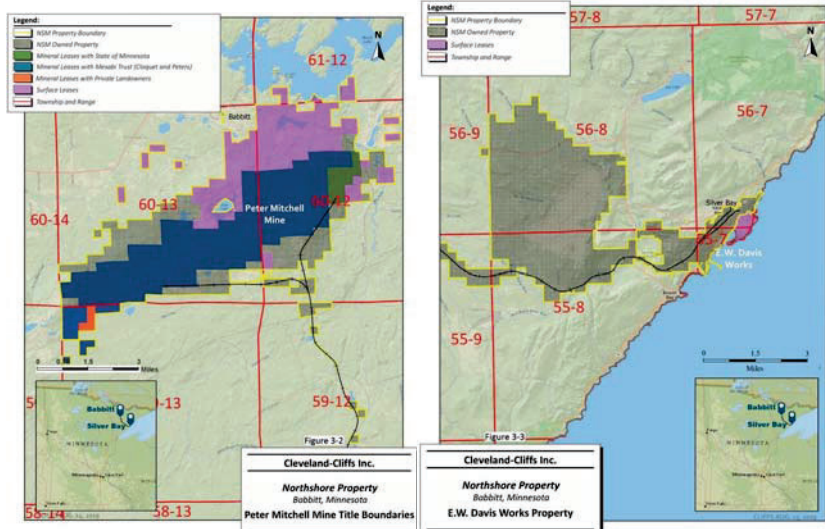 Legend:
NSM Property Boundary
NSM Owned Property
Mineral Leases with State of Minnesota
Mineral Leases with Mesabi Trust (Cloquet and Peters)
Mineral Leases with Private Landowners
Surface Leases
Township and Range
N
61-12
Babbitt
60-14
60-13
60-12
Peter Mitchell
Mine
Miles
59-12
58-14
58-13
Babbitt
Silver Bay
MINNESOTA
Figure 3-2
Cleveland-Cliffs Inc.
Northshore Property
Babbitt, Minnesota
Peter Mitchell Mine Title Boundaries
Legend:
NSM Property Boundary
NSM Owned Property
Surface Leases
Township and Range
N
57-8
57-7
56-9
56-8
56-7
Silver Bay
55-7
E.W. Davis
Works
55-8
55-9
Miles
Babbitt
Silver Bay
MINNESOTA
Figure 3-3
Cleveland-Cliffs Inc.
Northshore Property
Babbitt, Minnesota
E.W. Davis Works Property